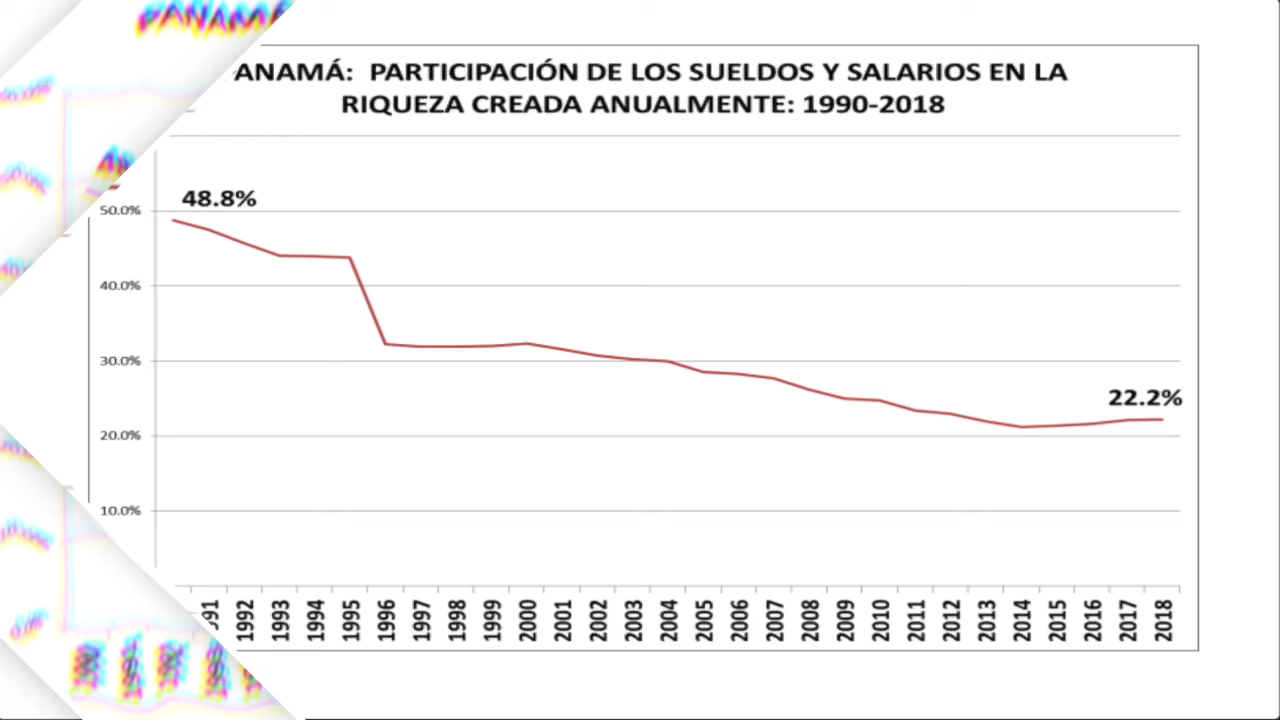 PANAMÁ
ANAMÁ: PARTICIPACIÓN DE LOS SUELDOS Y SALARIOS EN LA
RIQUEZA CREADA ANUALMENTE: 1990-2018
48.8%
50.0%
40.0%
30.0%
22.2%
20.0%
10.0%
91 1992 1993 1994 1995 1996 1997 1998 1999 2000 2001 2002 2003 2004 2005 2006 2007 2008 2009 2010 2011 2012 2013 2014 2015 2016 2017 2018